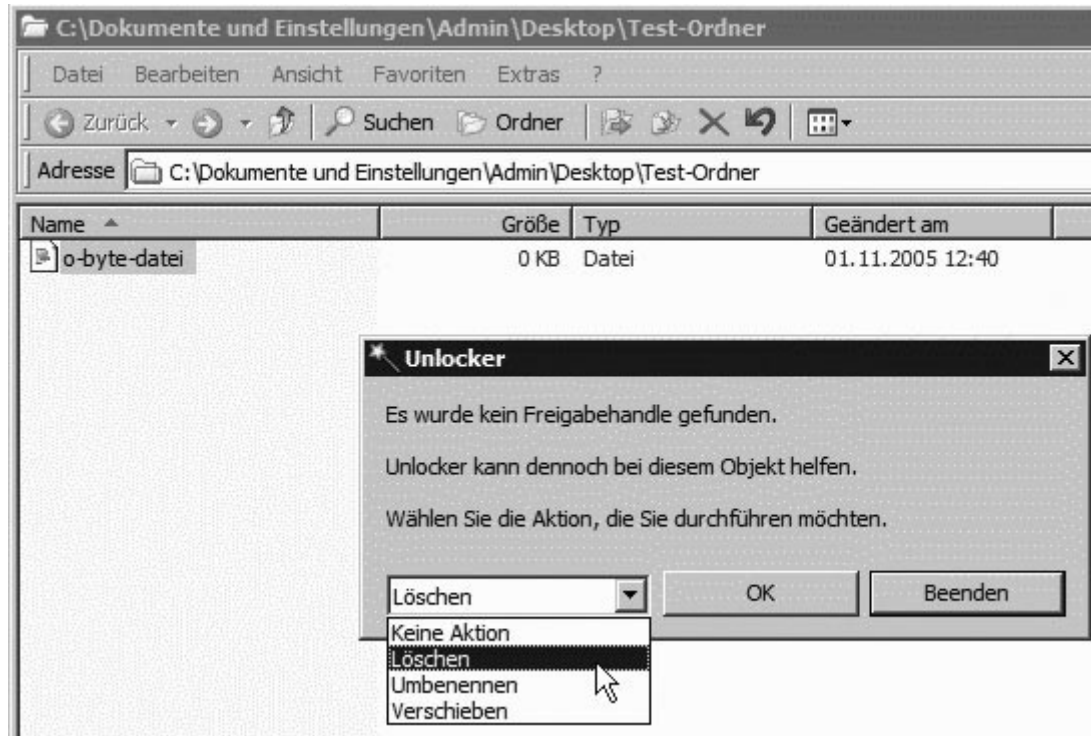 C:\Dokumente und Einstellungen\Admin\Desktop\Test-Ordner
Datei Bearbeiten Ansicht Favoriten Extras ?
Zurück Suchen Ordner
Adresse C:\Dokumente und Einstellungen\Admin\Desktop\Test-Ordner
Name Größe Typ Geändert am
o-byte-datei 0 KB Datei 01.11.2005 12:40
Unlocker
Es wurde kein Freigabehandle gefunden.
Unlocker kann dennoch bei diesem Objekt helfen.
Wählen Sie die Aktion, die Sie durchführen möchten.
Löschen OK Beenden
Keine Aktion
Löschen
Umbenennen
Verschieben